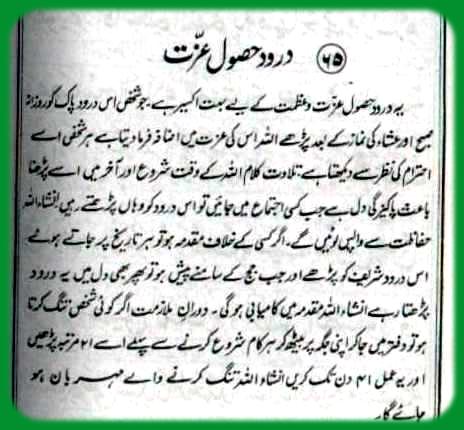 ۶۵ درود حصول عزّت
یہ درود حصول عزّت و عظمت کے لیے بہت اکسیر ہے۔ جو شخص اس درود پاک کو روزانہ
صبح اور عشاء کی نماز کے بعد پڑھے اللہ اس کی عزت میں اضافہ فرما دیتا ہے ہر شخص اسے
احترام کی نظر سے دیکھتا ہے: تلاوت کلام اللہ کے وقت شروع اور آخر میں اسے پڑھنا
باعث پاکیزگی دل ہے جب کسی اجتماع میں جائیں تو اس درود کو وہاں پڑھتے رہیں انشاء اللہ
حفاظت سے واپس لوٹیں گے۔ اگر کسی کے خلاف مقدمہ ہو تو ہر تاریخ پر جاتے ہوئے
اس درود شریف کو پڑھے اور جب جج کے سامنے پیش ہو تو پھر بھی دل میں یہ درود
پڑھتا رہے انشاء اللہ مقدمہ میں کامیابی ہوگی۔ دوران ملازمت اگر کوئی شخص تنگ کرتا
ہو تو دفتر میں جا کر اپنی جگہ پر بیٹھ کر ہر کام شروع کرنے سے پہلے اسے ۲۱ مرتبہ پڑھیں
اور یہ عمل ۴۱ دن تک کریں انشاء اللہ تنگ کرنے والے مہربان ہو
جائے گا۔